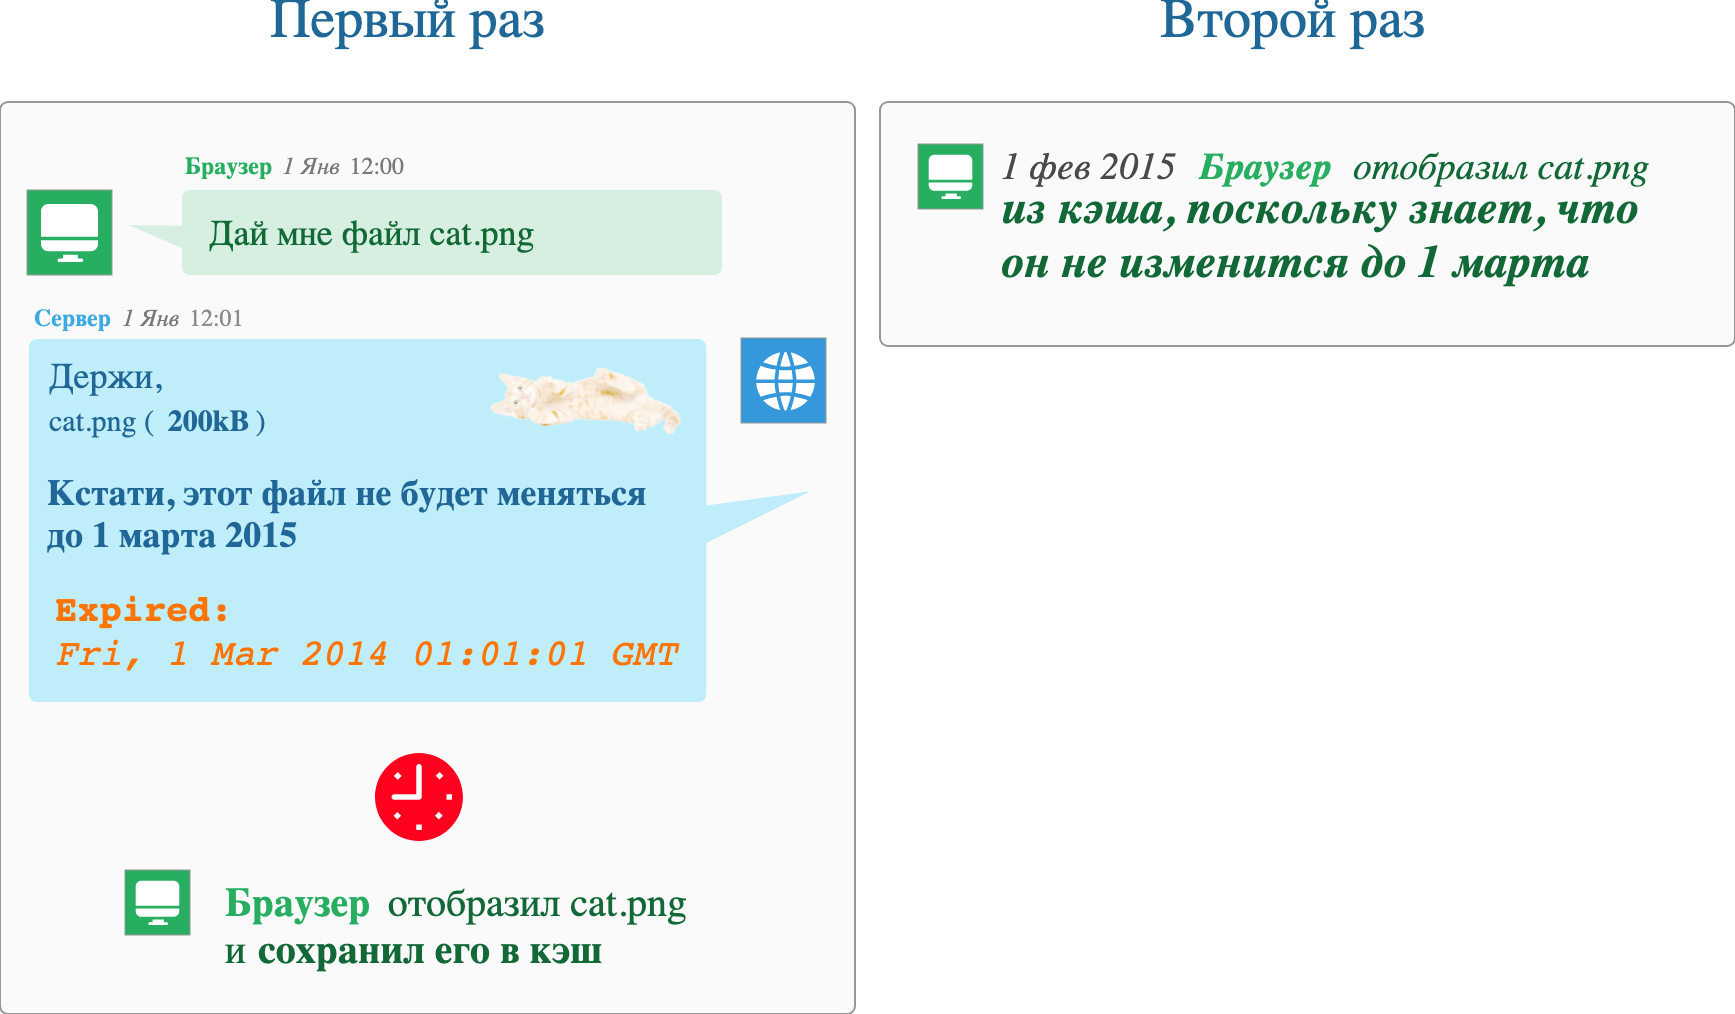 Первый раз
Браузер 1 Янв 12:00
Дай мне файл cat.png
Сервер 1 Янв 12:01
Держи,
cat.png ( 200kB )
Кстати, этот файл не будет меняться
до 1 марта 2015
Expired:
Fri, 1 Mar 2014 01:01:01 GMT
Браузер отобразил cat.png
и сохранил его в кэш
Второй раз
1 фев 2015 Браузер отобразил cat.png
из кэша, поскольку знает, что
он не изменится до 1 марта